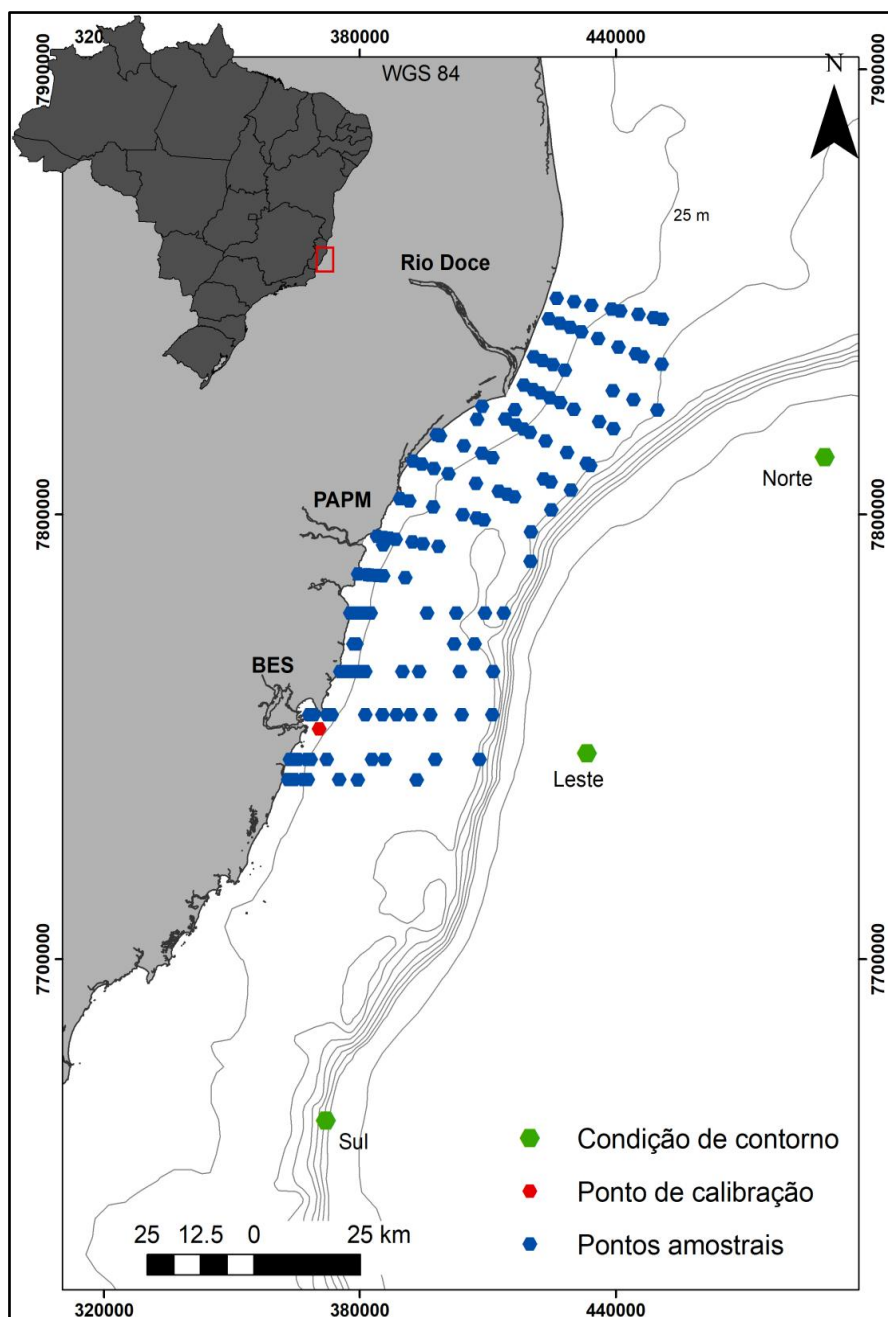 320000 380000 440000
7900000 7900000
WGS 84
N
25 m
Rio Doce
Norte
PAPM
7800000 7800000
BES
Leste
7700000 7700000
Sul
Condição de contorno
Ponto de calibração
Pontos amostrais
25 12.5 0 25 km
320000 380000 440000